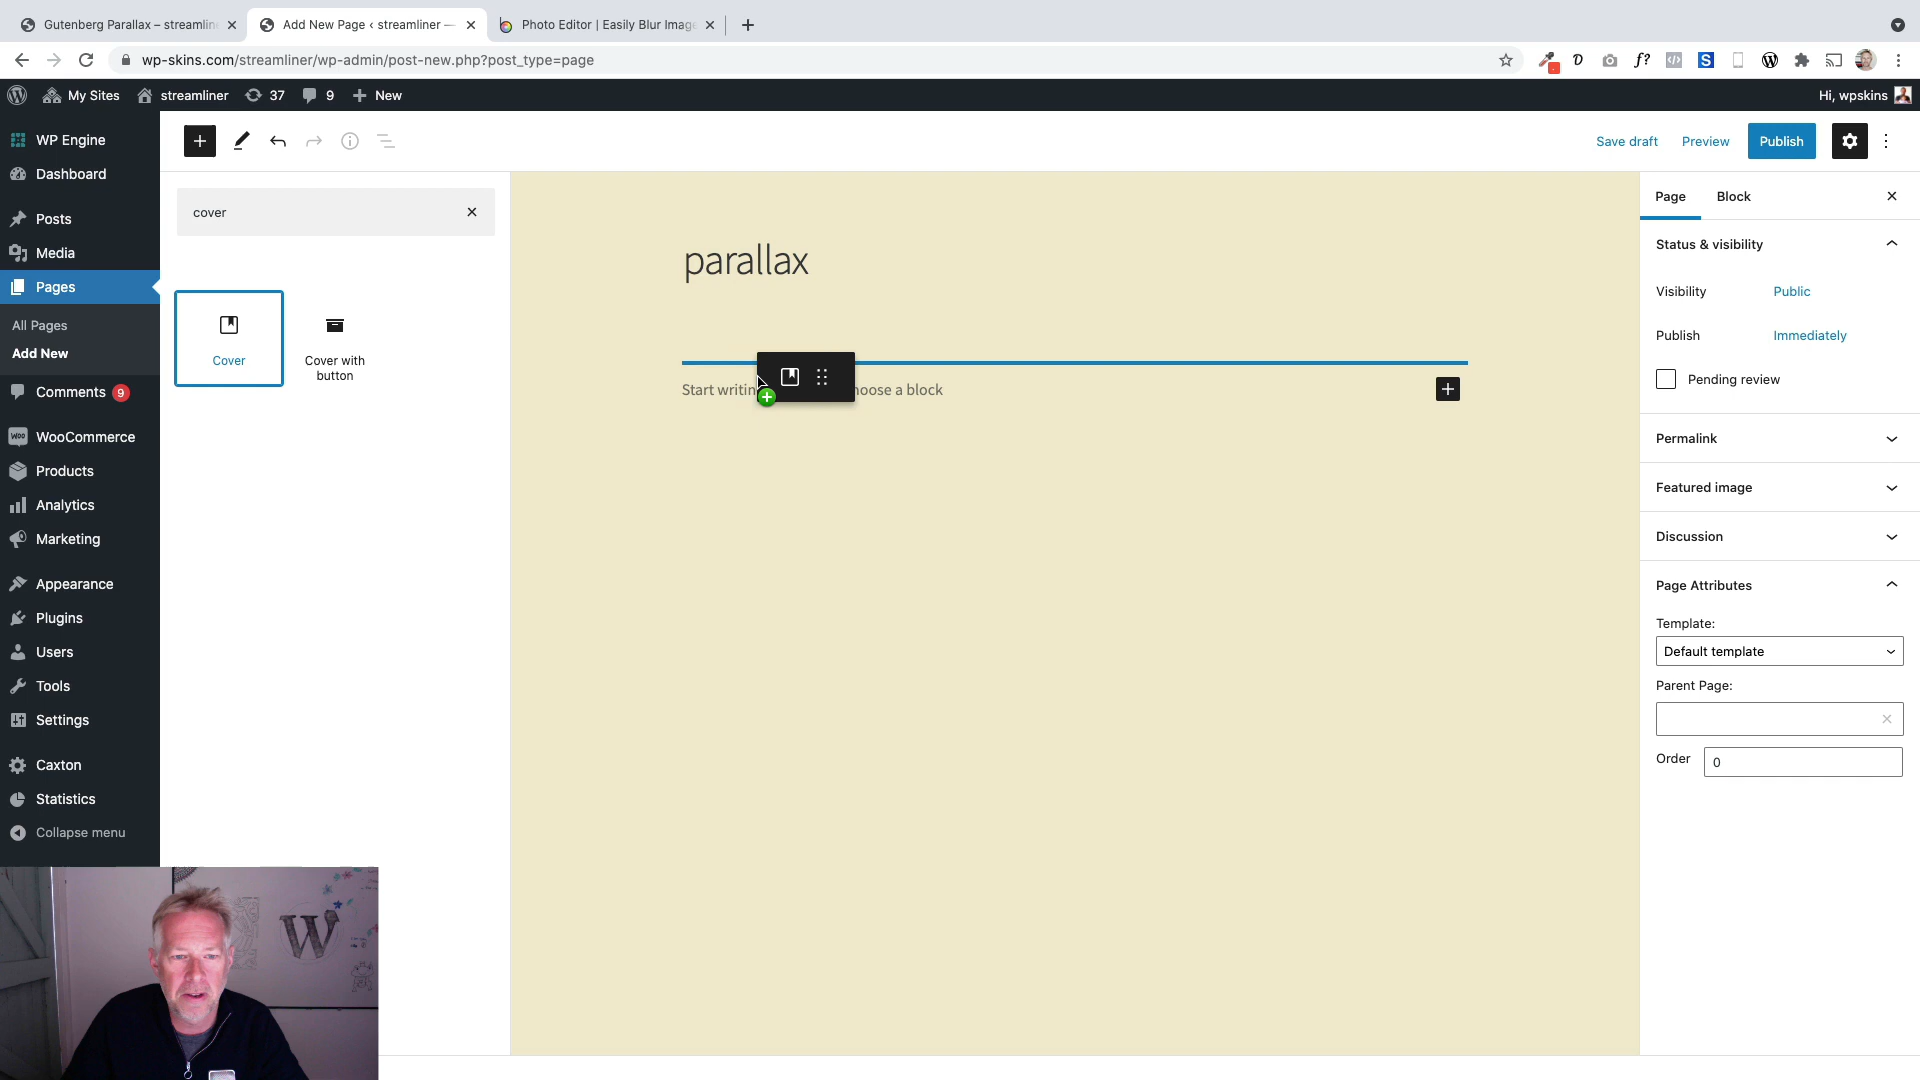 Gutenberg Parallax – streamlin
Add New Page ‹ streamliner —
Photo Editor | Easily Blur Image
wp-skins.com/streamliner/wp-admin/post-new.php?post_type=page
My Sites
streamliner
37
9
New
Hi, wpskins
WP Engine
Dashboard
Posts
Media
Pages
All Pages
Add New
Comments 9
WooCommerce
Products
Analytics
Marketing
Appearance
Plugins
Users
Tools
Settings
Caxton
Statistics
Collapse menu
Save draft
Preview
Publish
cover
Cover
Cover with
button
parallax
Start writin
hoose a block
Page
Block
Status & visibility
Visibility
Public
Publish
Immediately
Pending review
Permalink
Featured image
Discussion
Page Attributes
Template:
Default template
Parent Page:
Order
0